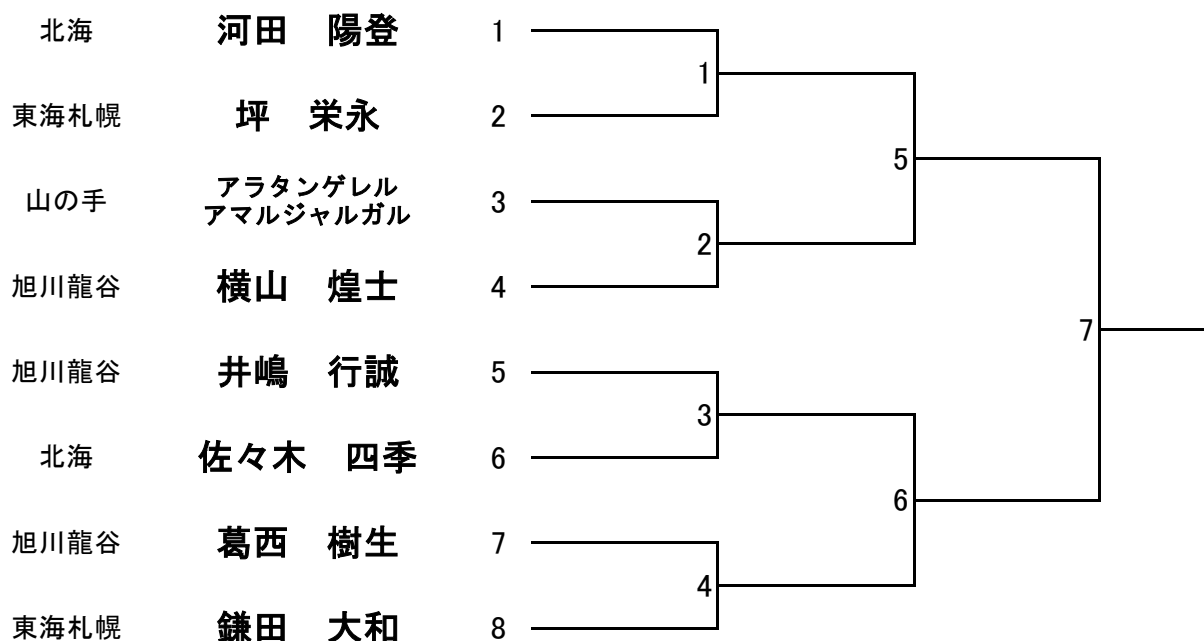 北海 河田 陽登 1
1
東海札幌 坪 栄永 2
5
山の手 アラタンゲレル
アマルジャルガル 3
2
旭川龍谷 横山 煌士 4
7
旭川龍谷 井嶋 行誠 5
3
北海 佐々木 四季 6
6
旭川龍谷 葛西 樹生 7
4
東海札幌 鎌田 大和 8